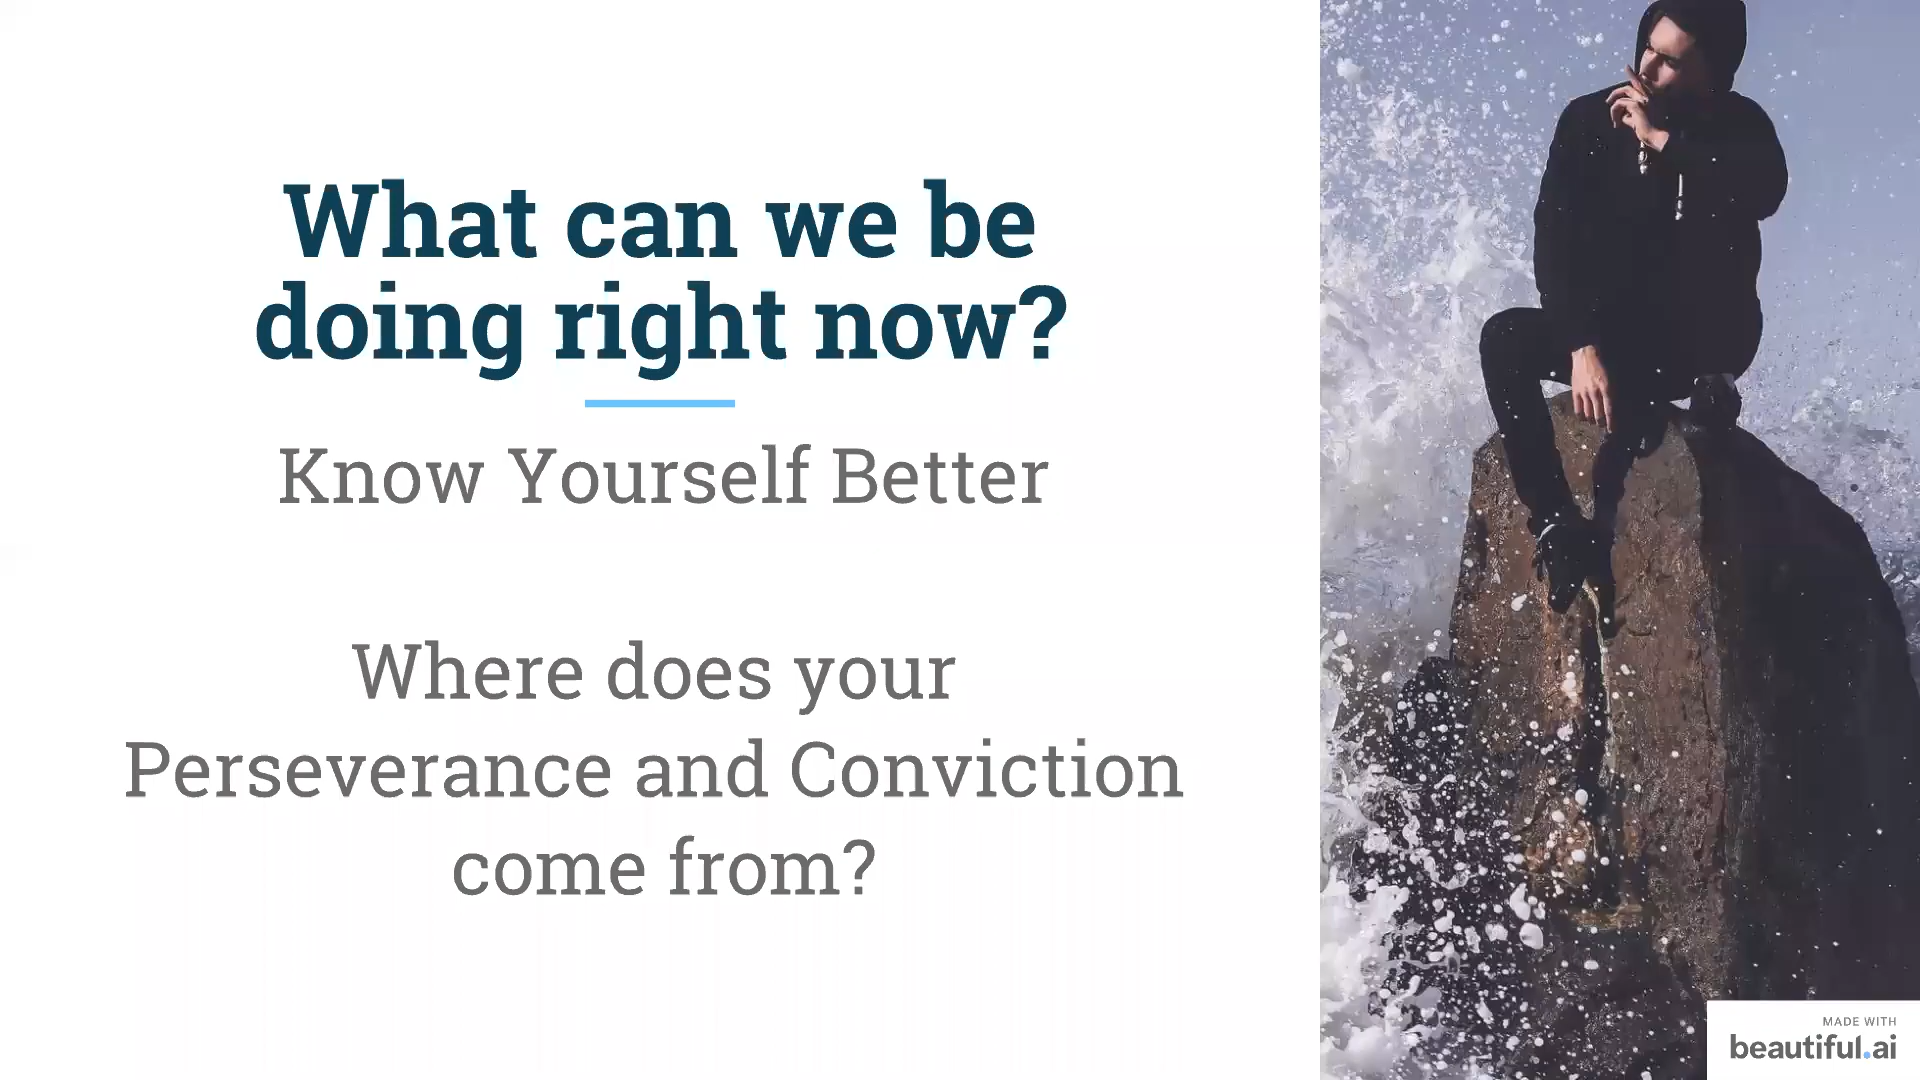 What can we be
doing right now?
Know Yourself Better
Where does your
Perseverance and Conviction
come from?
MADE WITH
beautiful.ai